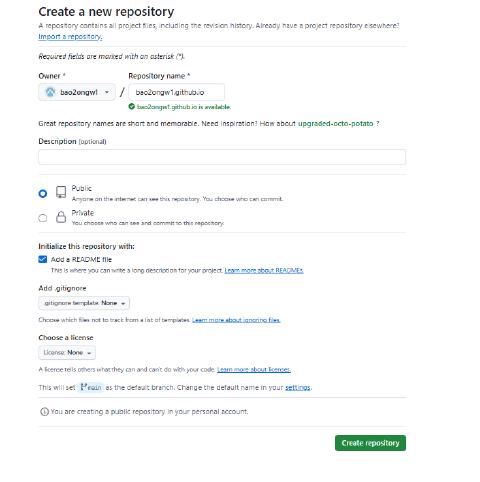 Create a new repository
A repository contains all project files, including the revision history. Already have a project repository elsewhere?
Import a repository.
Required fields are marked with an asterisk (*).
Owner * Repository name *
bao2ongw1 / bao2ongw1.github.io
bao2ongw1.github.io is available.
Great repository names are short and memorable. Need inspiration? How about upgraded-octo-potato ?
Description (optional)
Public
Anyone on the internet can see this repository. You choose who can commit.
Private
You choose who can see and commit to this repository.
Initialize this repository with:
Add a README file
This is where you can write a long description for your project. Learn more about READMEs.
Add .gitignore
.gitignore template: None
Choose which files not to track from a list of templates. Learn more about ignoring files.
Choose a license
License: None
A license tells others what they can and can't do with your code. Learn more about licenses.
This will set main as the default branch. Change the default name in your settings.
You are creating a public repository in your personal account.
Create repository